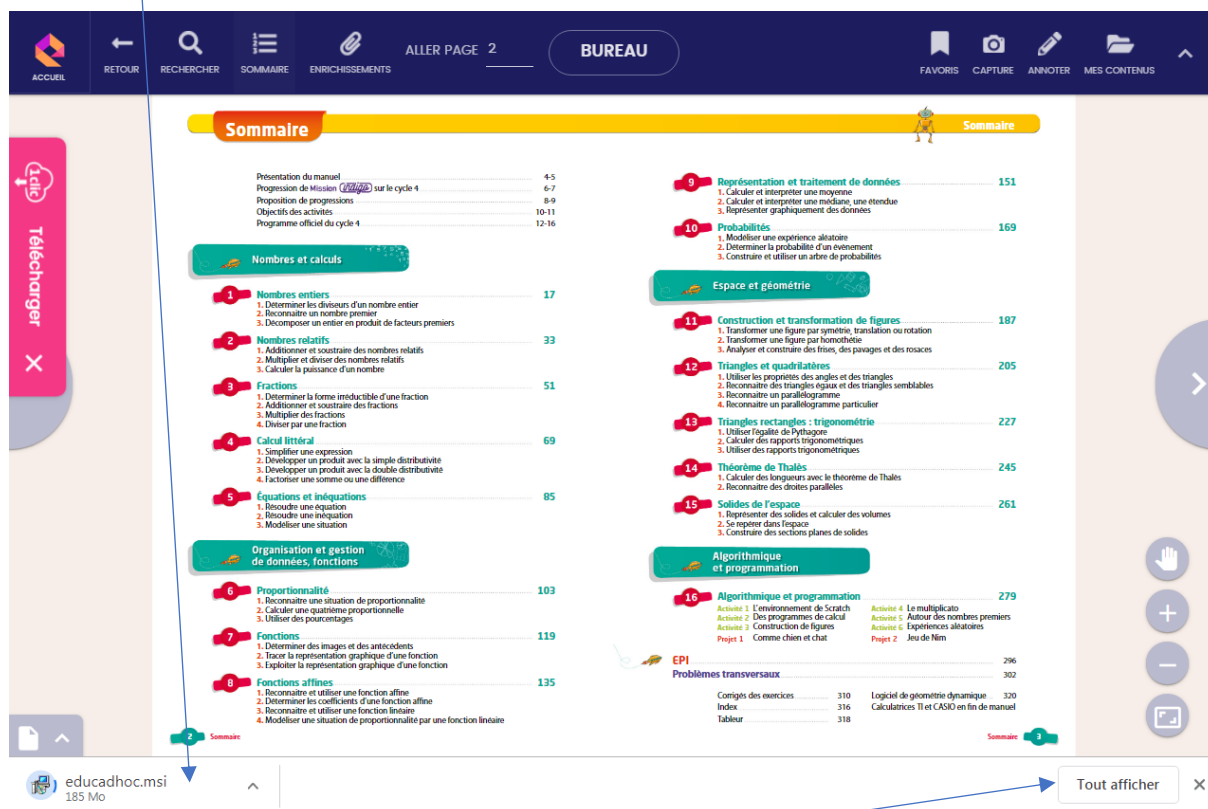 ACCUEIL
RETOUR
RECHERCHER
SOMMAIRE
ENRICHISSEMENTS
ALLER PAGE 2
BUREAU
FAVORIS
CAPTURE
ANNOTER
MES CONTENUS
1clic
Télécharger
Sommaire
Présentation du manuel 4-5
Progression de Mission indigo sur le cycle 4 6-7
Proposition de progressions 8-9
Objectifs des activités 10-11
Programme officiel du cycle 4 12-16
Nombres et calculs
1 Nombres entiers 17
1. Déterminer les diviseurs d'un nombre entier
2. Reconnaitre un nombre premier
3. Décomposer un entier en produit de facteurs premiers
2 Nombres relatifs 33
1. Additionner et soustraire des nombres relatifs
2. Multiplier et diviser des nombres relatifs
3. Calculer la puissance d'un nombre
3 Fractions 51
1. Déterminer la forme irréductible d'une fraction
2. Additionner et soustraire des fractions
3. Multiplier des fractions
4. Diviser par une fraction
4 Calcul littéral 69
1. Simplifier une expression
2. Développer un produit avec la simple distributivité
3. Développer un produit avec la double distributivité
4. Factoriser une somme ou une différence
5 Équations et inéquations 85
1. Résoudre une équation
2. Résoudre une inéquation
3. Modéliser une situation
Organisation et gestion
de données, fonctions
6 Proportionnalité 103
1. Reconnaitre une situation de proportionnalité
2. Calculer une quatrième proportionnelle
3. Utiliser des pourcentages
7 Fonctions 119
1. Déterminer des images et des antécédents
2. Tracer la représentation graphique d'une fonction
3. Exploiter la représentation graphique d'une fonction
8 Fonctions affines 135
1. Reconnaitre et utiliser une fonction affine
2. Déterminer les coefficients d'une fonction affine
3. Reconnaitre et utiliser une fonction linéaire
4. Modéliser une situation de proportionnalité par une fonction linéaire
2 Sommaire
Sommaire
9 Représentation et traitement de données 151
1. Calculer et interpréter une moyenne
2. Calculer et interpréter une médiane, une étendue
3. Représenter graphiquement des données
10 Probabilités 169
1. Modéliser une expérience aléatoire
2. Déterminer la probabilité d'un événement
3. Construire et utiliser un arbre de probabilités
Espace et géométrie
11 Construction et transformation de figures 187
1. Transformer une figure par symétrie, translation ou rotation
2. Transformer une figure par homothétie
3. Analyser et construire des frises, des pavages et des rosaces
12 Triangles et quadrilatères 205
1. Utiliser les propriétés des angles et des triangles
2. Reconnaitre des triangles égaux et des triangles semblables
3. Reconnaitre un parallélogramme
4. Reconnaitre un parallélogramme particulier
13 Triangles rectangles : trigonométrie 227
1. Utiliser l'égalité de Pythagore
2. Calculer des rapports trigonométriques
3. Utiliser des rapports trigonométriques
14 Théorème de Thalès 245
1. Calculer des longueurs avec le théorème de Thalès
2. Reconnaitre des droites parallèles
15 Solides de l'espace 261
1. Représenter des solides et calculer des volumes
2. Se repérer dans l'espace
3. Construire des sections planes de solides
Algorithmique
et programmation
16 Algorithmique et programmation 279
Activité 1 L'environnement de Scratch Activité 4 Le multiplicato
Activité 2 Des programmes de calcul Activité 5 Autour des nombres premiers
Activité 3 Construction de figures Activité 6 Expériences aléatoires
Projet 1 Comme chien et chat Projet 2 Jeu de Nim
EPI 296
Problèmes transversaux 302
Corrigés des exercices 310 Logiciel de géométrie dynamique 320
Index 316 Calculatrices TI et CASIO en fin de manuel
Tableur 318
Sommaire 3
educadhoc.msi
185 Mo
Tout afficher